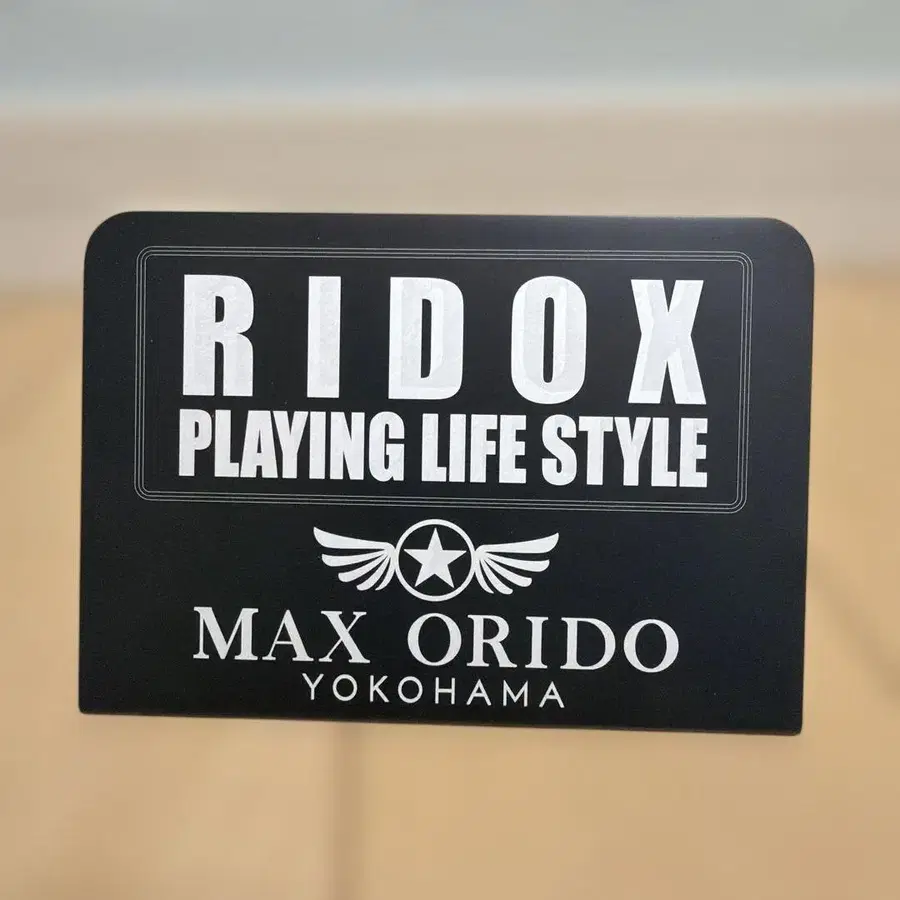 RIDOX
PLAYING LIFE STYLE
MAX ORIDO
YOKOHAMA